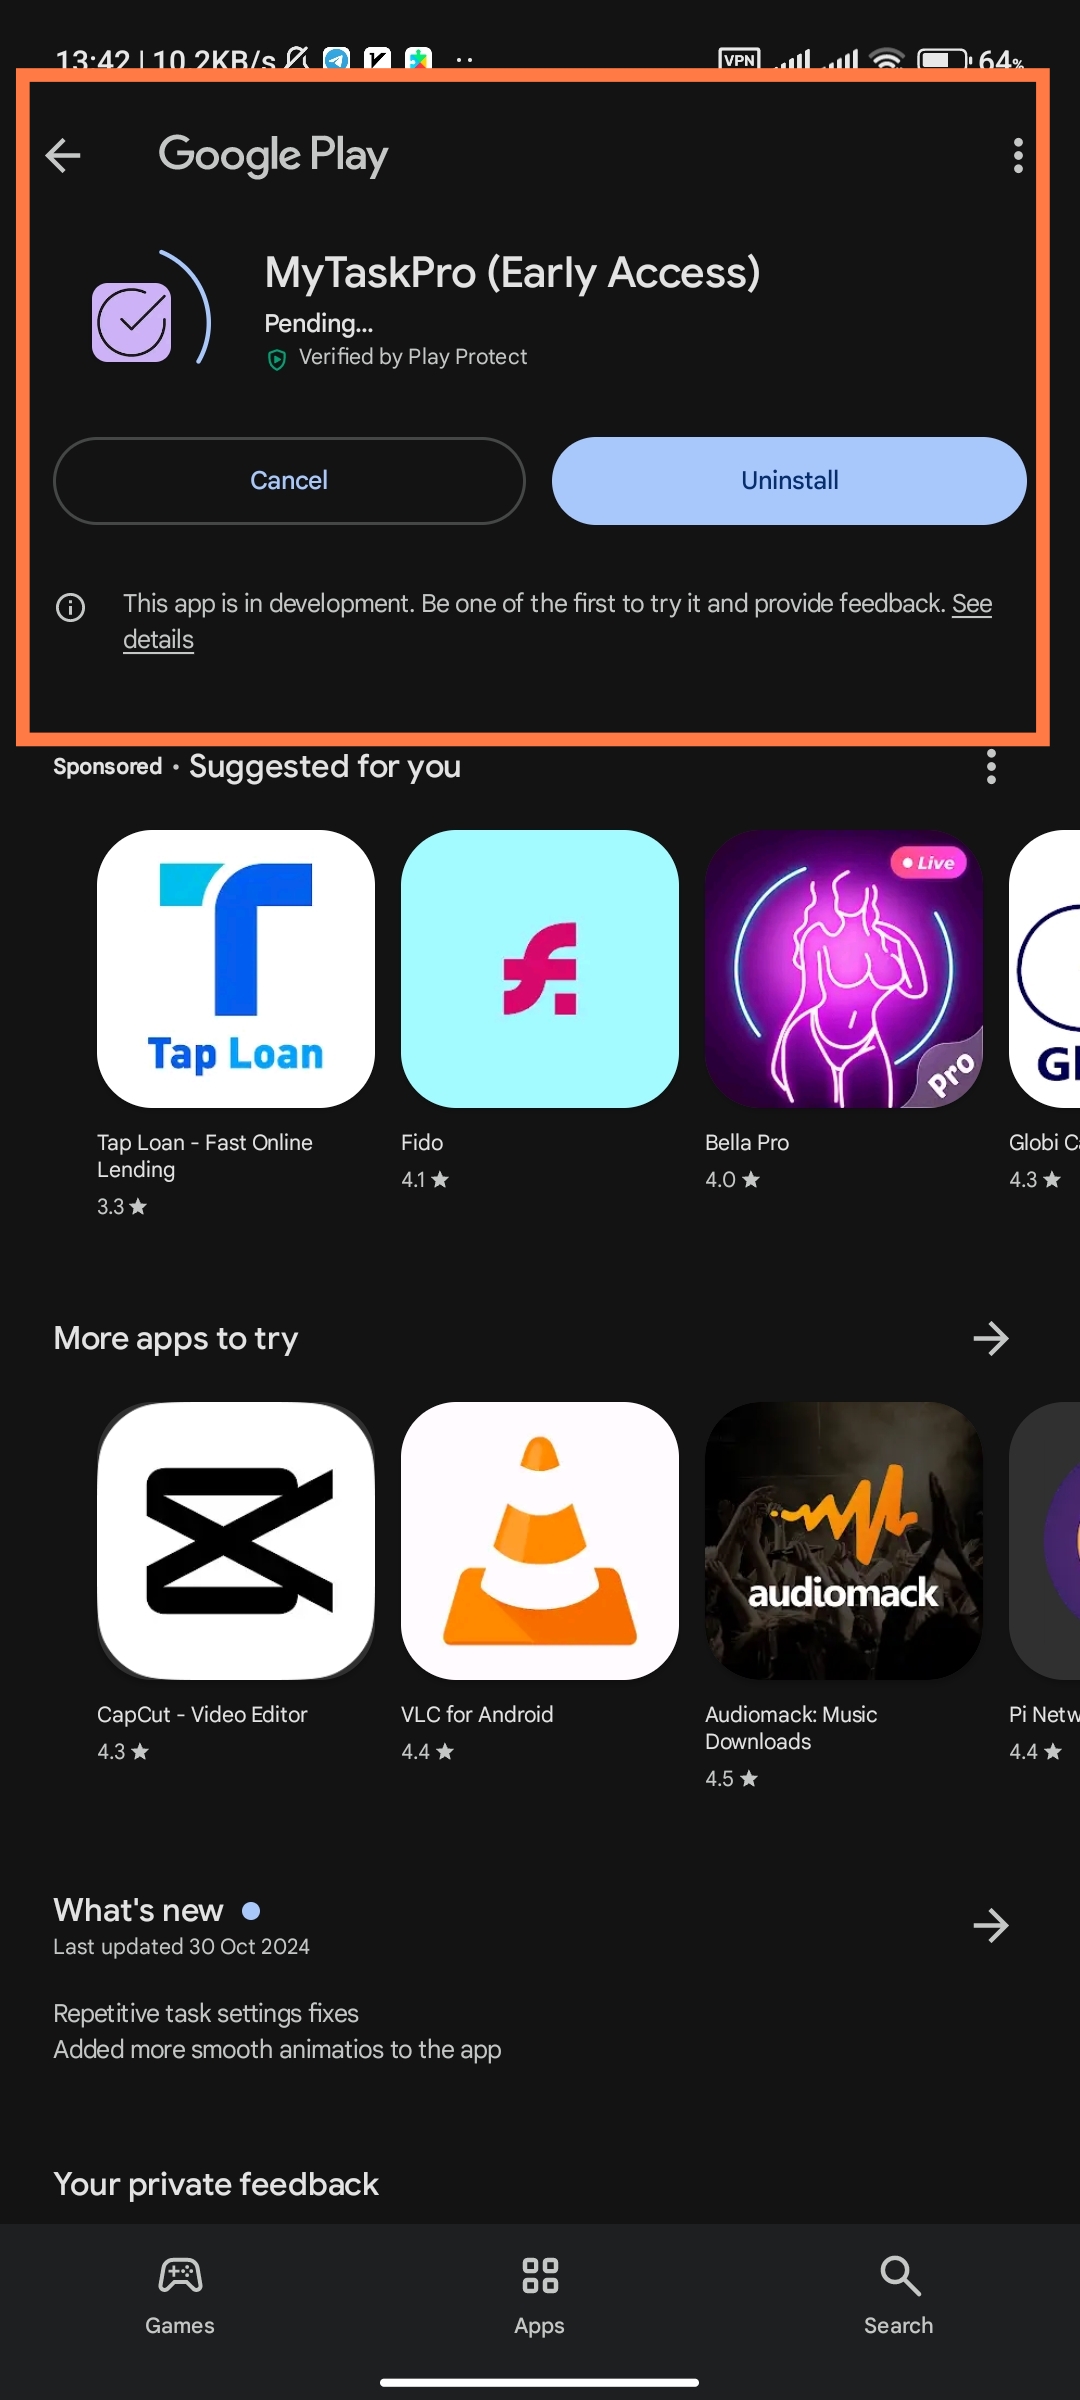 13:42 | 10.2KB/s VPN 64%
Google Play
MyTaskPro (Early Access)
Pending...
Verified by Play Protect
Cancel Uninstall
This app is in development. Be one of the first to try it and provide feedback. See
details
Sponsored • Suggested for you
Live
Pro
Tap Loan
Gl
Tap Loan - Fast Online
Lending
3.3★
Fido
4.1★
Bella Pro
4.0★
Globi Ca
4.3★
More apps to try
audiomack
CapCut - Video Editor
4.3★
VLC for Android
4.4★
Audiomack: Music
Downloads
4.5★
Pi Netw
4.4★
What's new
Last updated 30 Oct 2024
Repetitive task settings fixes
Added more smooth animatios to the app
Your private feedback
Games Apps Search